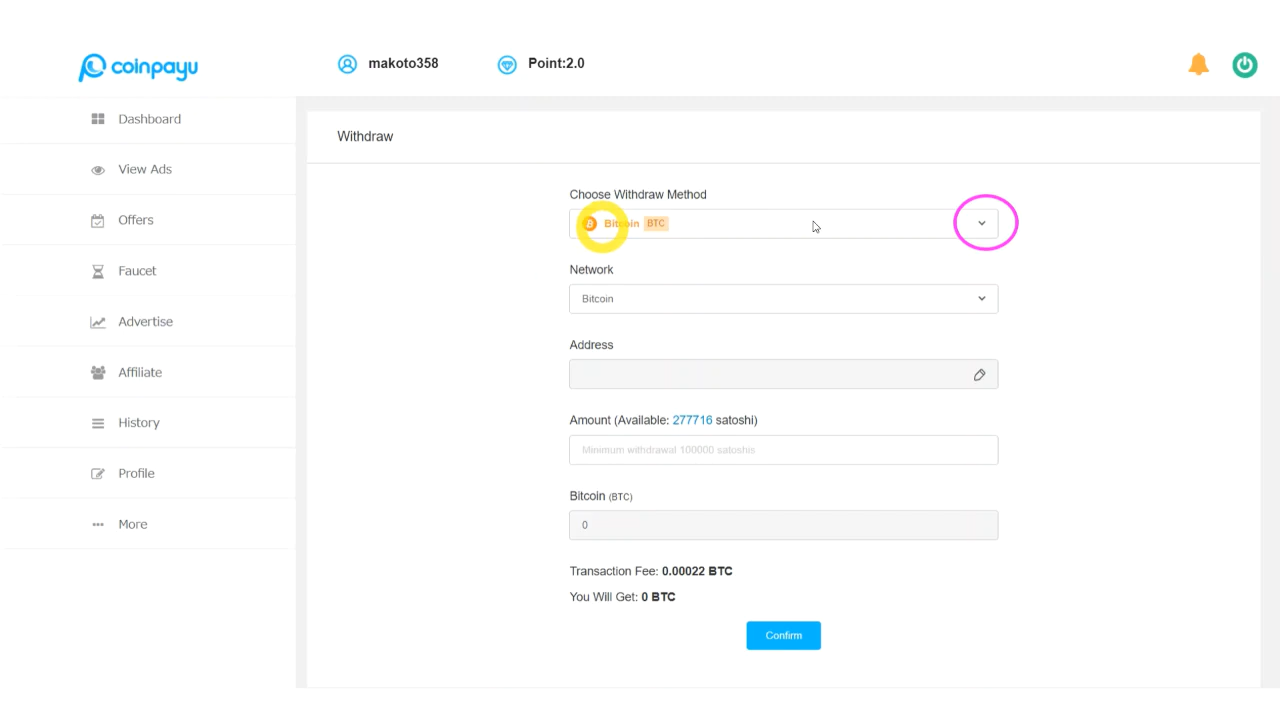 coinpayu
makoto358
Point:2.0
Dashboard
View Ads
Offers
Faucet
Advertise
Affiliate
History
Profile
More
Withdraw
Choose Withdraw Method
Bitcoin BTC
Network
Bitcoin
Address
Amount (Available: 277716 satoshi)
Minimum withdrawal 100000 satoshis
Bitcoin (BTC)
0
Transaction Fee: 0.00022 BTC
You Will Get: 0 BTC
Confirm